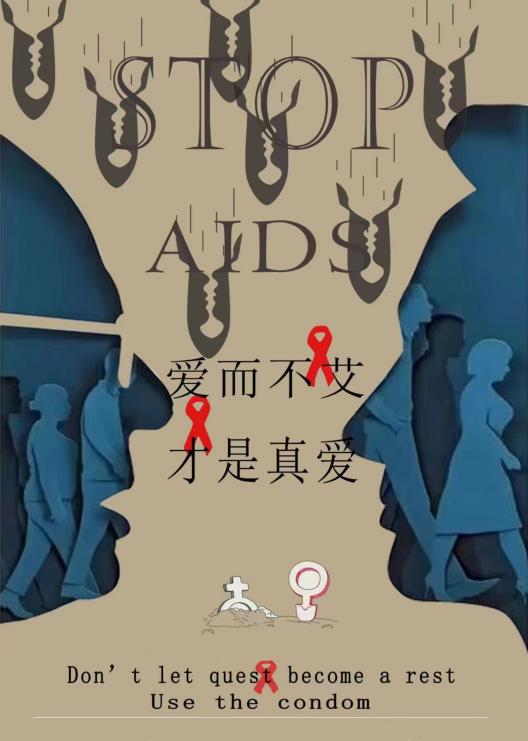 STOP
AIDS
爱而不艾
才是真爱
Don't let quest become a rest
Use the condom